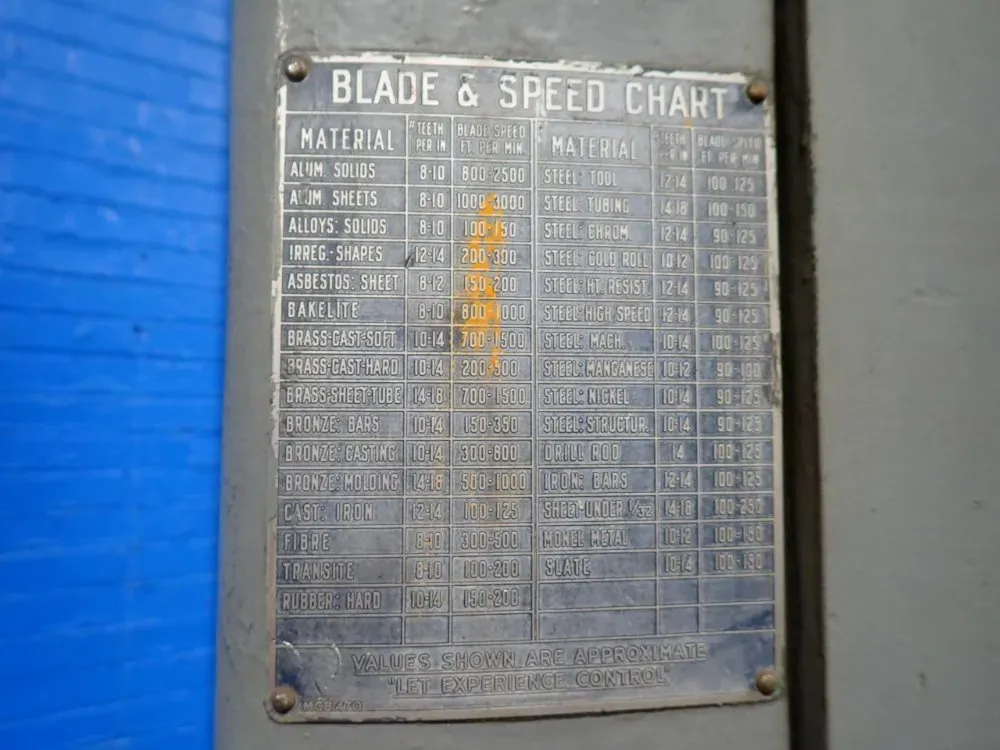 BLADE & SPEED CHART
MATERIAL TEETH PER IN. BLADE SPEED FT. PER MIN. MATERIAL TEETH PER IN. BLADE SPEED FT. PER MIN.
ALUM. SOLIDS 8-10 800-2500 STEEL: TOOL 12-14 100-125
ALUM. SHEETS 8-10 1000-3000 STEEL: TUBING 14-18 100-150
ALLOYS: SOLIDS 8-10 100-150 STEEL: CHROM. 12-14 90-125
IRREG.-SHAPES 12-14 200-300 STEEL: COLD ROLL 10-12 100-125
ASBESTOS: SHEET 8-12 150-200 STEEL: HT. RESIST. 12-14 90-125
BAKELITE 8-10 800-1000 STEEL: HIGH SPEED 12-14 90-125
BRASS-CAST-SOFT 10-14 700-1500 STEEL: MACH. 10-14 100-125
BRASS-CAST-HARD 10-14 200-500 STEEL: MANGANESE 10-12 90-100
BRASS-SHEET-TUBE 14-18 700-1500 STEEL: NICKEL 10-14 90-125
BRONZE: BARS 10-14 150-350 STEEL: STRUCTUR. 10-14 90-125
BRONZE: CASTING 10-14 300-800 DRILL ROD 14 100-125
BRONZE: MOLDING 14-18 500-1000 IRON: BARS 12-14 100-125
CAST: IRON 12-14 100-125 SHEET-UNDER 1/32 14-18 100-250
FIBRE 8-10 300-500 MONEL METAL 10-12 100-150
TRANSITE 8-10 100-200 SLATE 10-14 100-150
RUBBER: HARD 10-14 150-200
VALUES SHOWN ARE APPROXIMATE
"LET EXPERIENCE CONTROL"